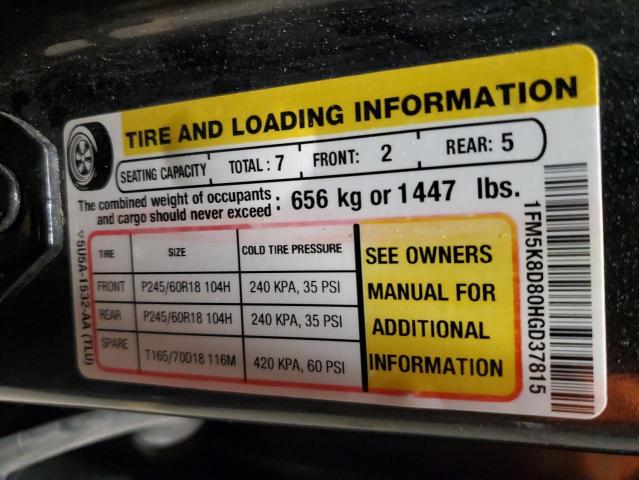 TIRE AND LOADING INFORMATION
SEATING CAPACITY TOTAL : 7 FRONT: 2 REAR: 5
The combined weight of occupants and cargo should never exceed : 656 kg or 1447 lbs.
TIRE SIZE COLD TIRE PRESSURE
FRONT P245/60R18 104H 240 KPA, 35 PSI
REAR P245/60R18 104H 240 KPA, 35 PSI
SPARE T165/70D18 116M 420 KPA, 60 PSI
SEE OWNERS
MANUAL FOR
ADDITIONAL
INFORMATION
1FM5K8D80HGD37815